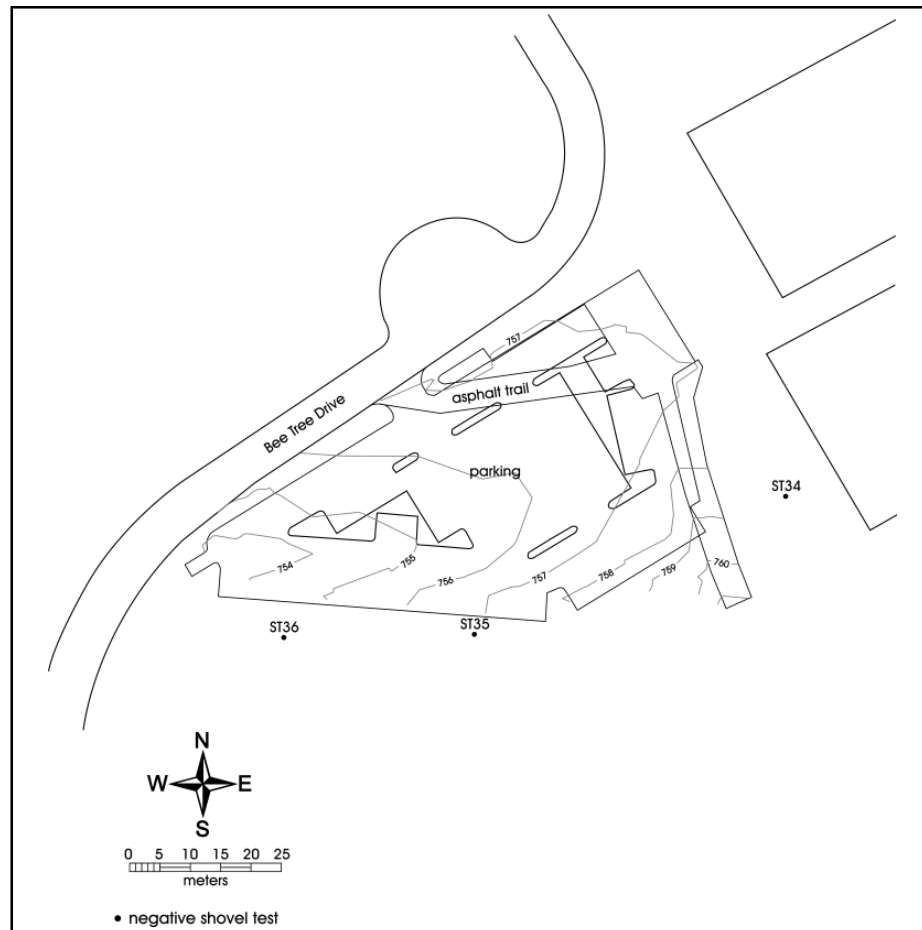 757
asphalt trail
Bee Tree Drive
parking
ST34
754
755
756
757
758
759
760
ST36
ST35
N
W E
S
0 5 10 15 20 25
meters
negative shovel test